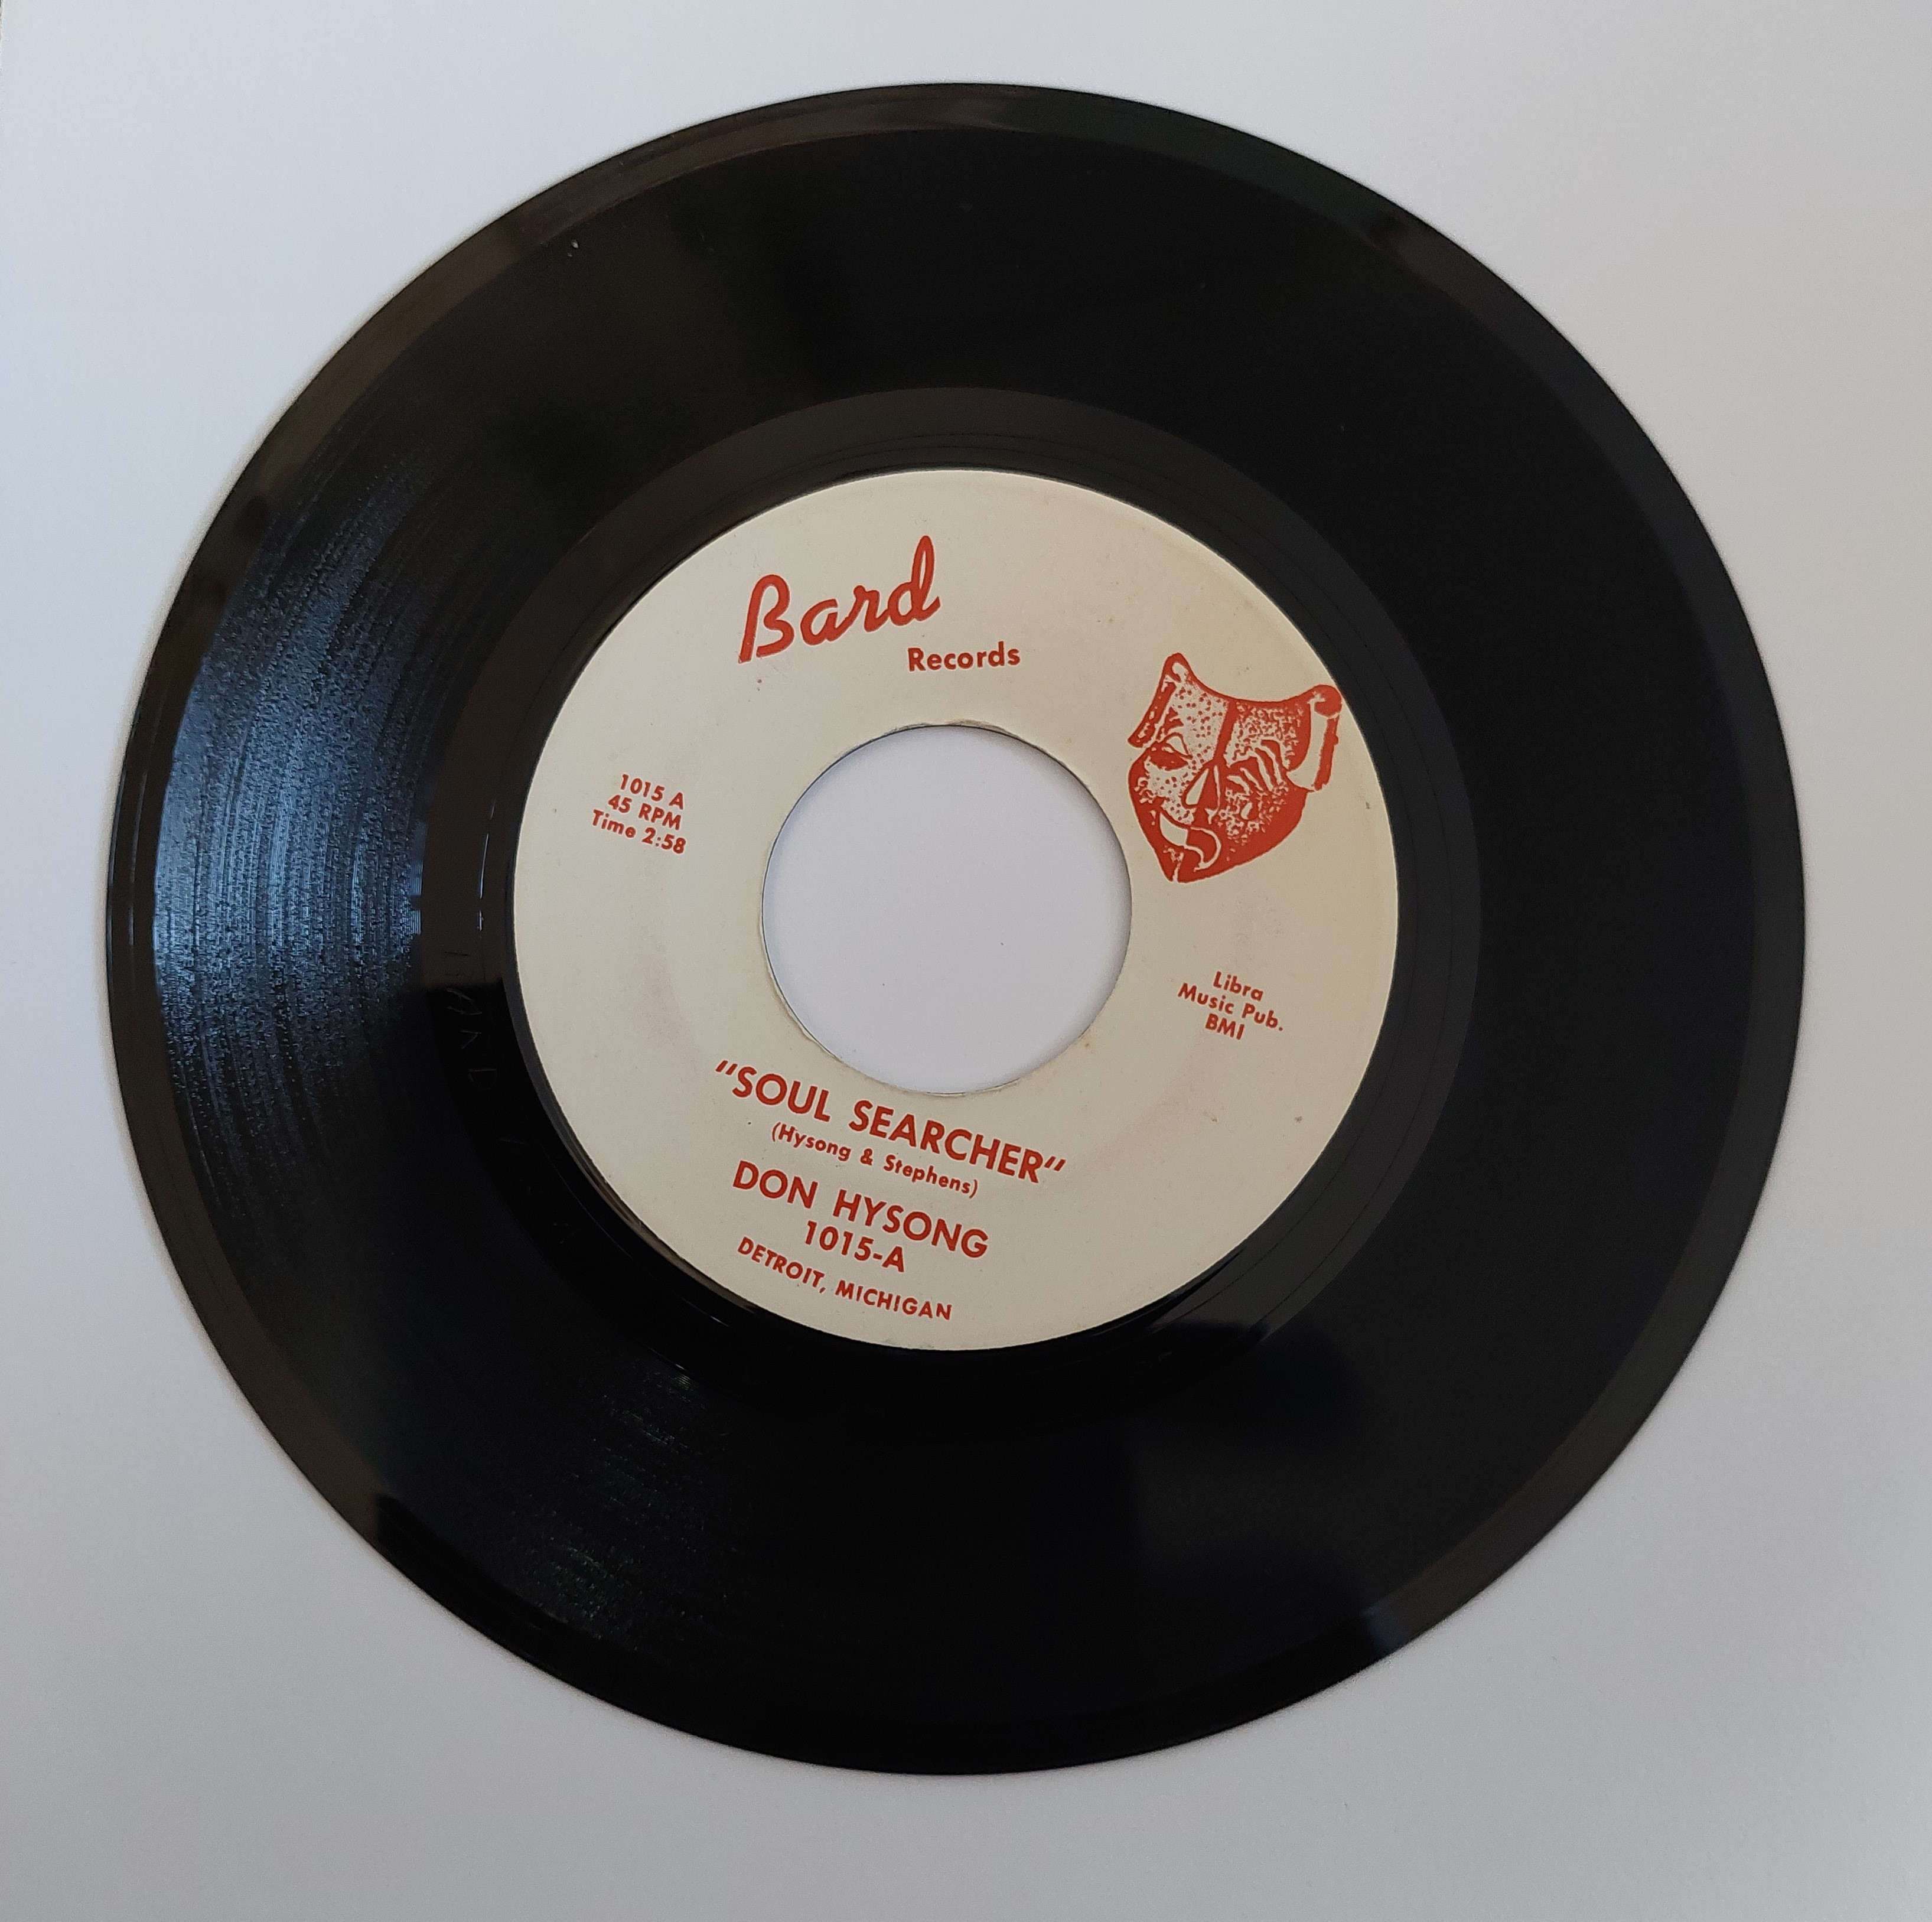 Bard
Records
1015 A
45 RPM
Time 2:58
Libra
Music Pub.
BMI
"SOUL SEARCHER"
(Hysong & Stephens)
DON HYSONG
1015-A
DETROIT, MICHIGAN